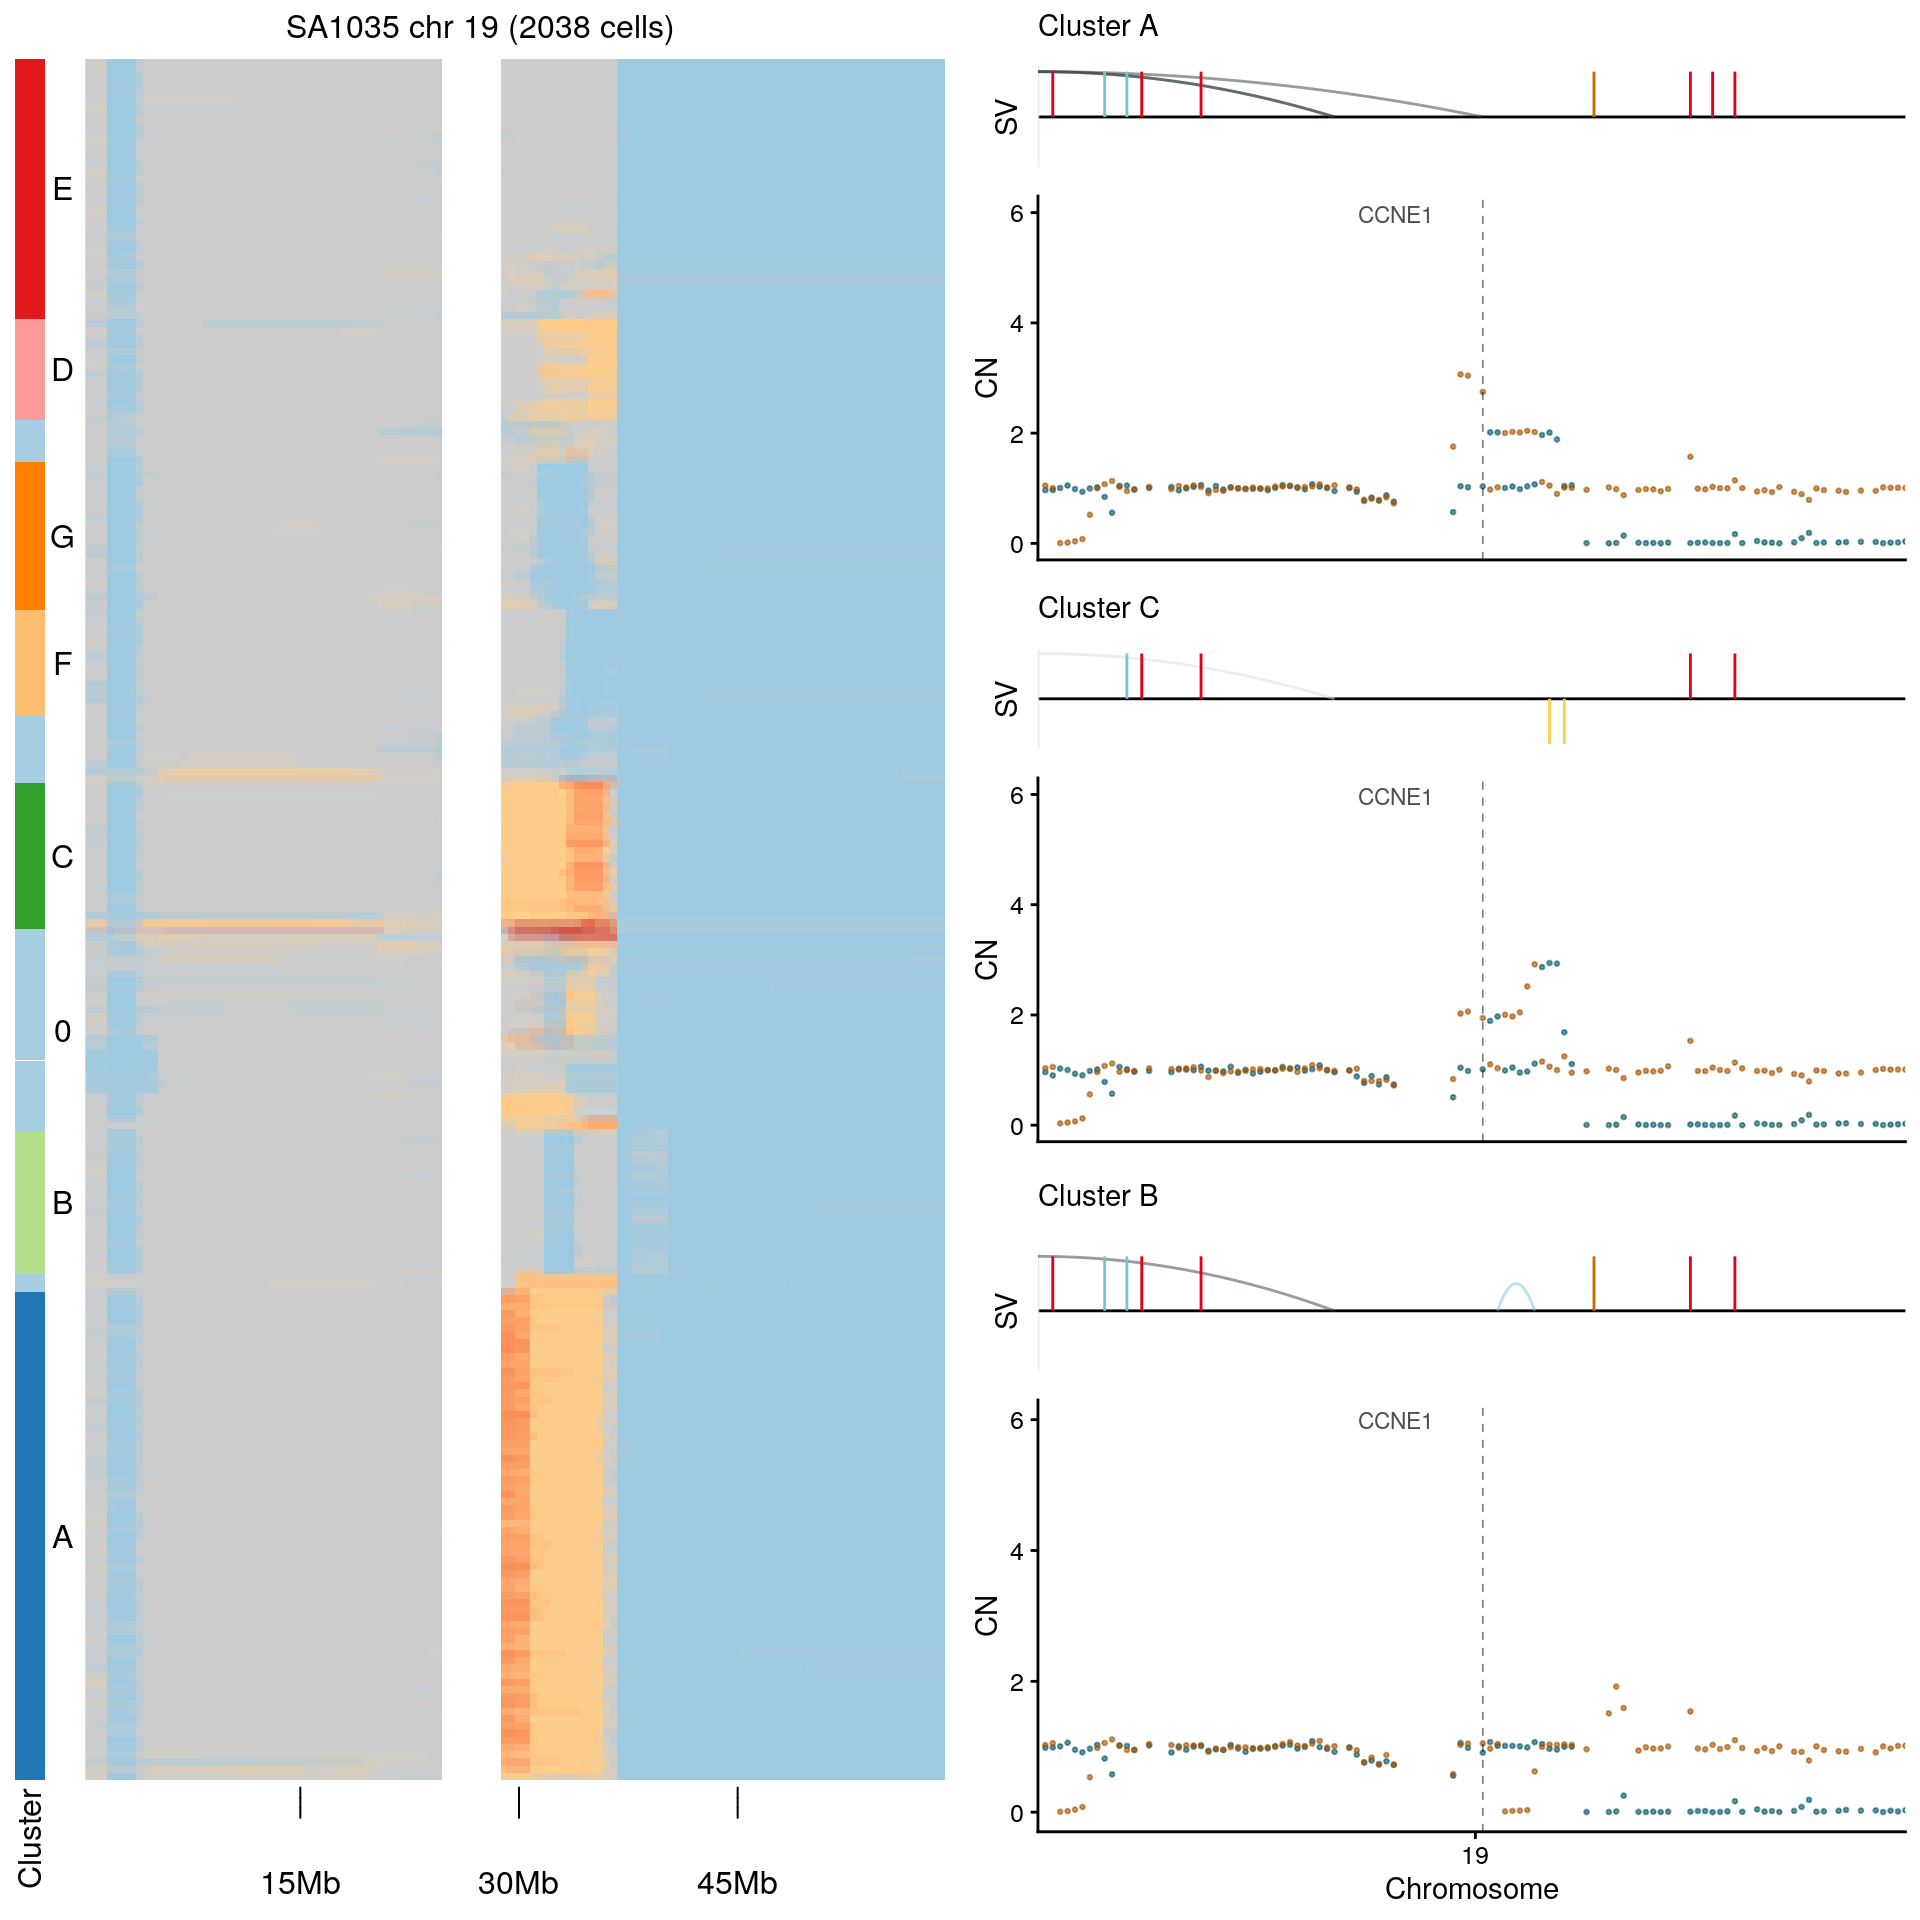 SA1035 chr 19 (2038 cells)
E
D
G
F
C
0
B
A
Cluster
15Mb
30Mb
45Mb
Cluster A
SV
CN
6
4
2
0
CCNE1
Cluster C
SV
CN
6
4
2
0
CCNE1
Cluster B
SV
CN
6
4
2
0
CCNE1
19
Chromosome